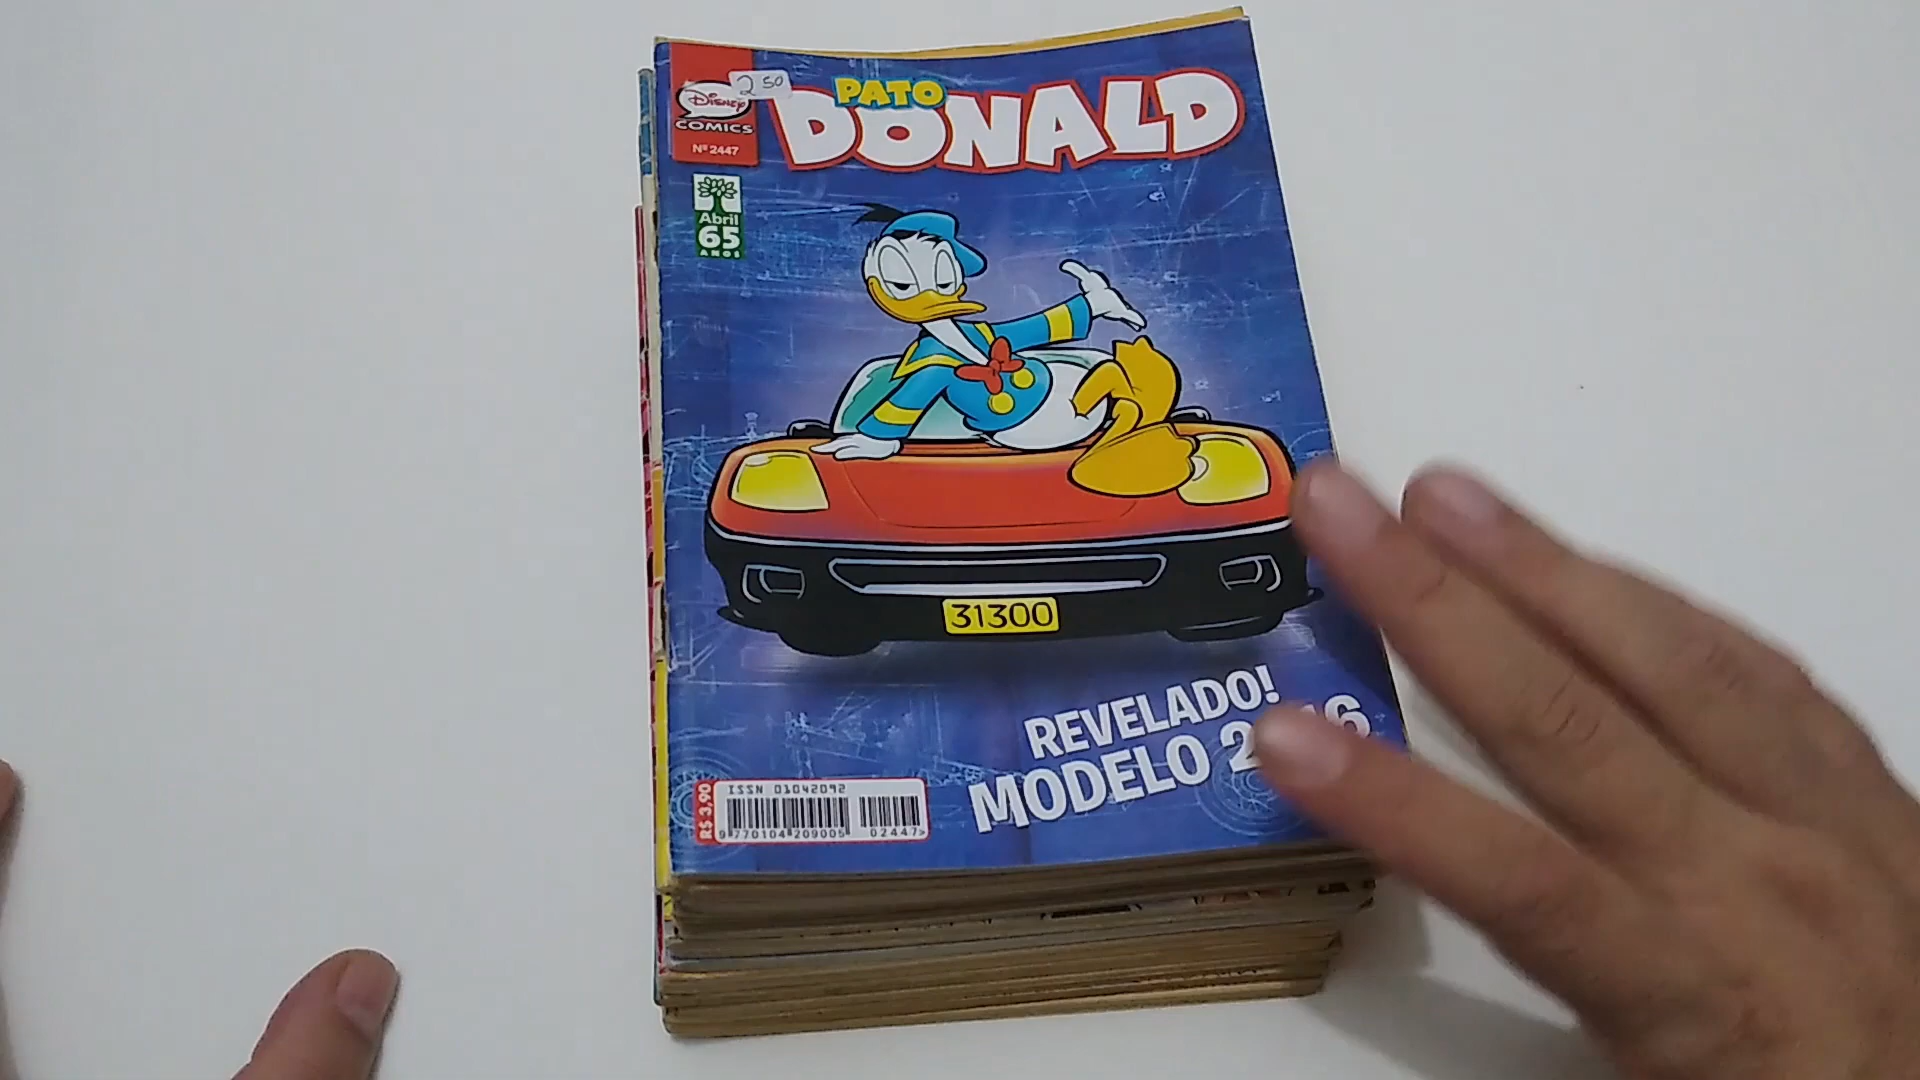 2 50
Disney
COMICS
Nº 2447
PATO
DONALD
Abril
65
ANOS
31300
REVELADO!
MODELO
R$ 3,90
ISSN 01042092
9 770104 209005
02447>